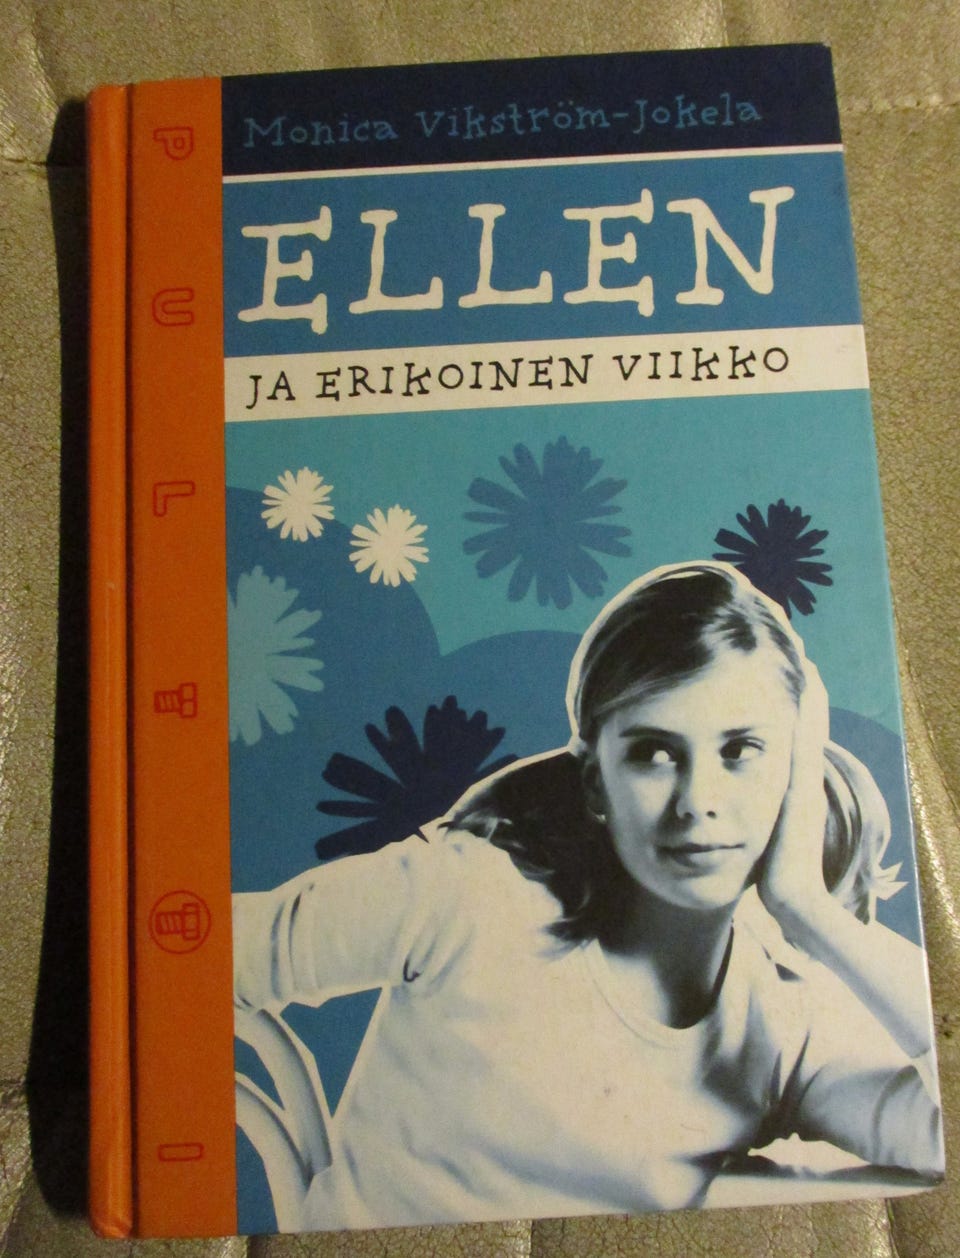 Monica Vikström-Jokela
ELLEN
JA ERIKOINEN VIIKKO
PULTTI